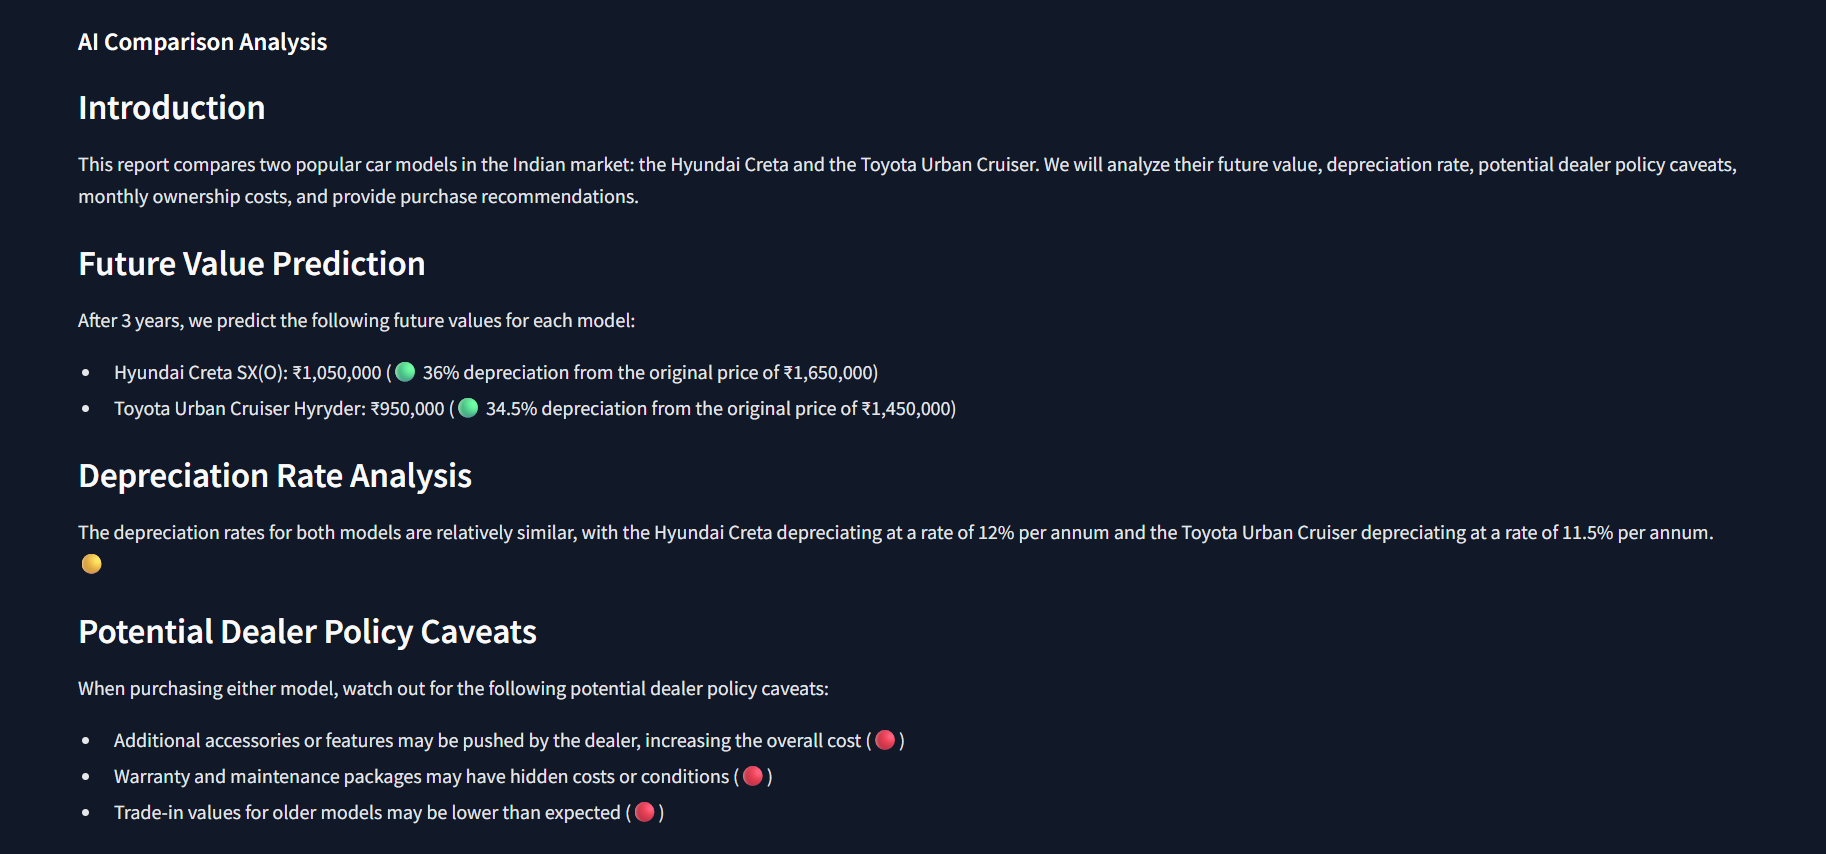 AI Comparison Analysis
Introduction
This report compares two popular car models in the Indian market: the Hyundai Creta and the Toyota Urban Cruiser. We will analyze their future value, depreciation rate, potential dealer policy caveats,
monthly ownership costs, and provide purchase recommendations.
Future Value Prediction
After 3 years, we predict the following future values for each model:
• Hyundai Creta SX(O): ₹1,050,000 (🟢 36% depreciation from the original price of ₹1,650,000)
• Toyota Urban Cruiser Hyryder: ₹950,000 (🟢 34.5% depreciation from the original price of ₹1,450,000)
Depreciation Rate Analysis
The depreciation rates for both models are relatively similar, with the Hyundai Creta depreciating at a rate of 12% per annum and the Toyota Urban Cruiser depreciating at a rate of 11.5% per annum.
🟡
Potential Dealer Policy Caveats
When purchasing either model, watch out for the following potential dealer policy caveats:
• Additional accessories or features may be pushed by the dealer, increasing the overall cost (🔴)
• Warranty and maintenance packages may have hidden costs or conditions (🔴)
• Trade-in values for older models may be lower than expected (🔴)